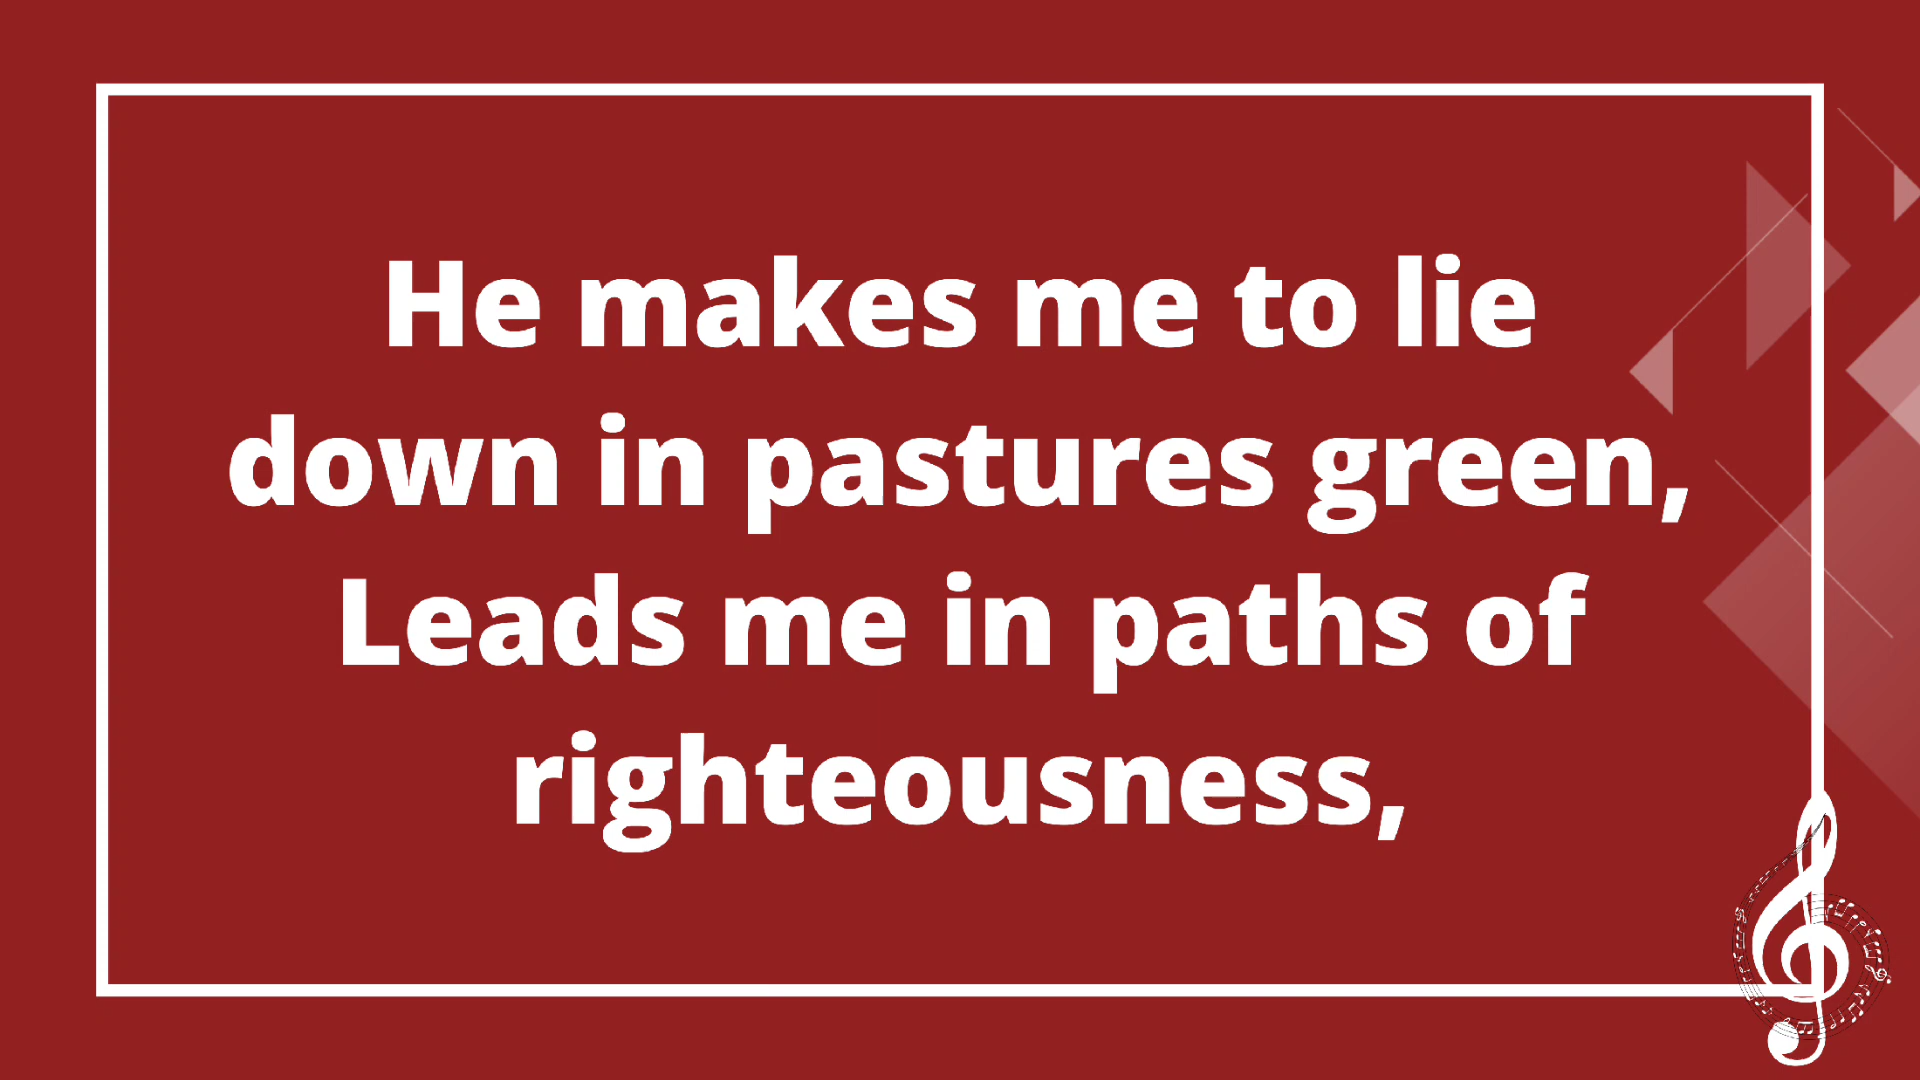 He makes me to lie
down in pastures green,
Leads me in paths of
righteousness,